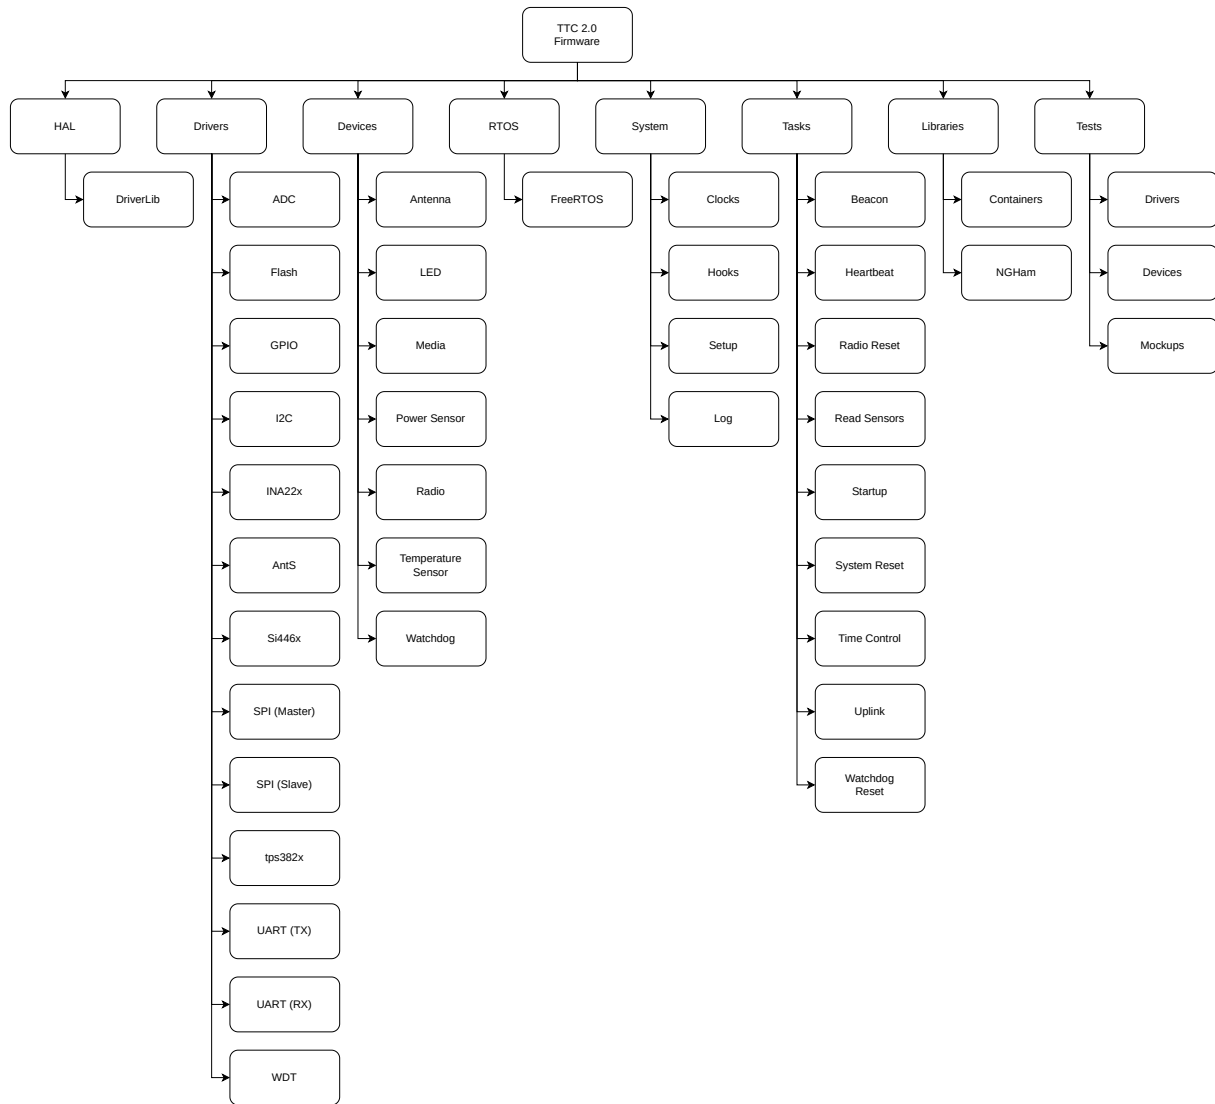 TTC 2.0
Firmware
HAL
Drivers
Devices
RTOS
System
Tasks
Libraries
Tests
DriverLib
ADC
Flash
GPIO
I2C
INA22x
AntS
Si446x
SPI (Master)
SPI (Slave)
tps382x
UART (TX)
UART (RX)
WDT
Antenna
LED
Media
Power Sensor
Radio
Temperature
Sensor
Watchdog
FreeRTOS
Clocks
Hooks
Setup
Log
Beacon
Heartbeat
Radio Reset
Read Sensors
Startup
System Reset
Time Control
Uplink
Watchdog
Reset
Containers
NGHam
Drivers
Devices
Mockups